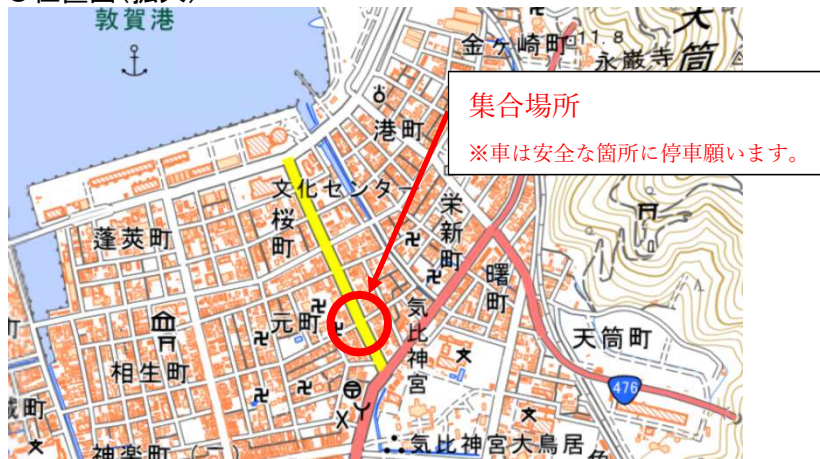 敦賀港
金ケ崎町
11.8
永厳寺
天筒
集合場所
※車は安全な箇所に停車願います。
港町
文化センター
桜町
栄新町
蓬莱町
曙町
元町
気比神宮
天筒町
相生町
476
町
気比神宮大鳥居